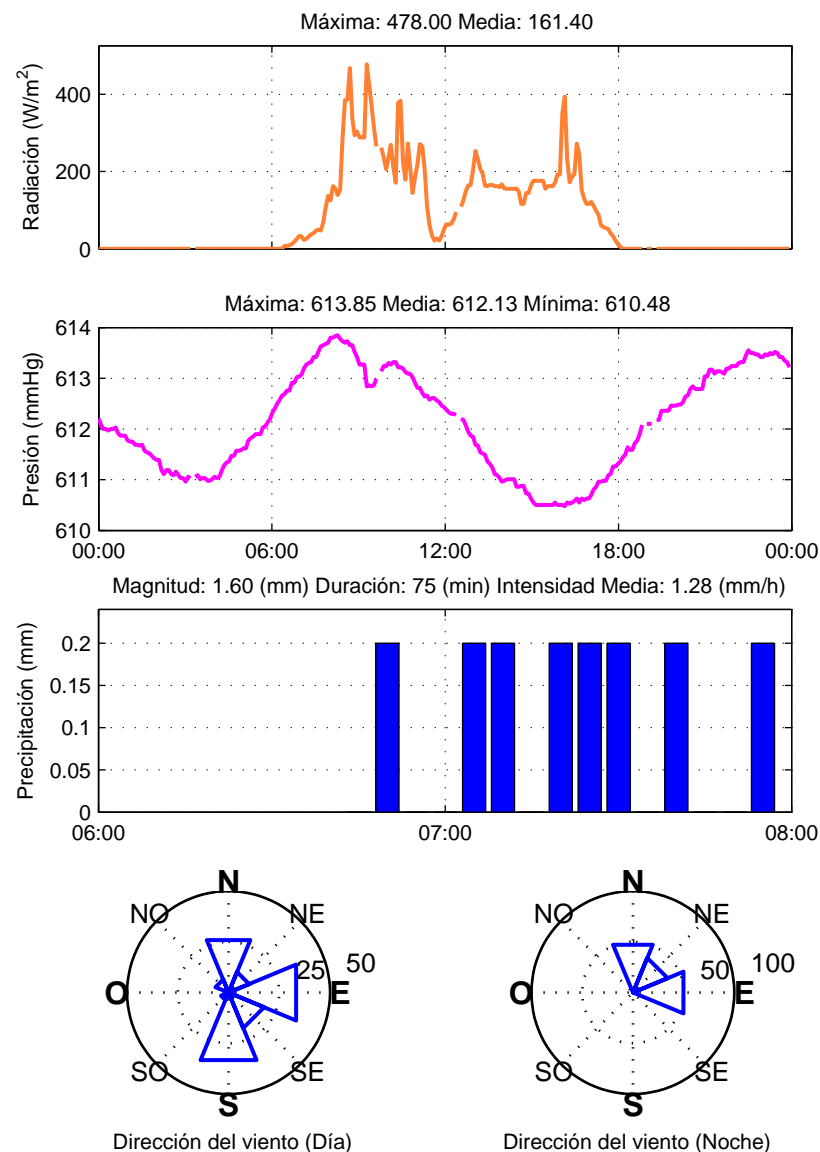 Máxima: 478.00 Media: 161.40
Radiación (W/m²)
400
200
0
Máxima: 613.85 Media: 612.13 Mínima: 610.48
Presión (mmHg)
614
613
612
611
610
00:00 06:00 12:00 18:00 00:00
Magnitud: 1.60 (mm) Duración: 75 (min) Intensidad Media: 1.28 (mm/h)
Precipitación (mm)
0.2
0.15
0.1
0.05
0
06:00 07:00 08:00
N N
NO NE NO NE
25 50 50 100
O E O E
SO SE SO SE
S S
Dirección del viento (Día) Dirección del viento (Noche)